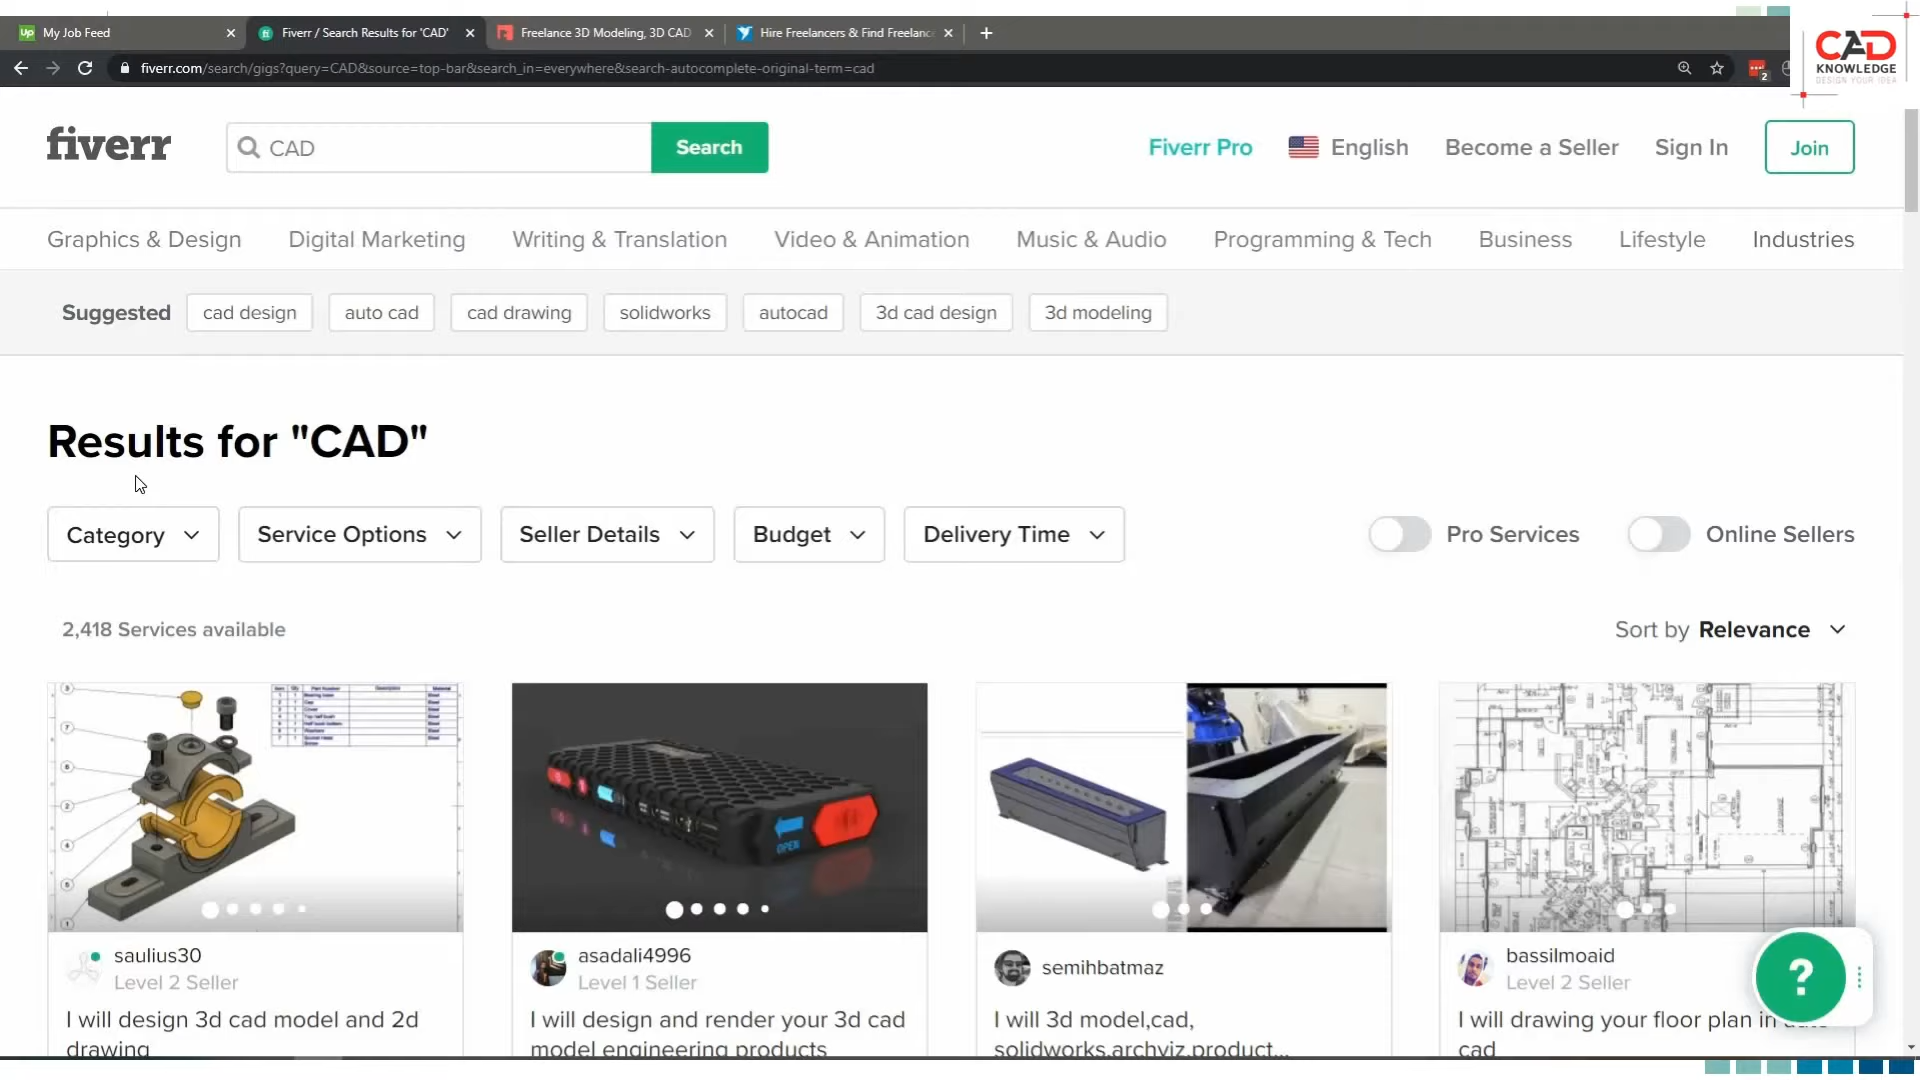 My Job Feed
Fiverr / Search Results for 'CAD'
Freelance 3D Modeling, 3D CAD
Hire Freelancers & Find Freelanc
CAD
KNOWLEDGE
DESIGN YOUR IDEA
fiverr.com/search/gigs?query=CAD&source=top-bar&search_in=everywhere&search-autocomplete-original-term=cad
2
fiverr
CAD
Search
Fiverr Pro
English
Become a Seller
Sign In
Join
Graphics & Design
Digital Marketing
Writing & Translation
Video & Animation
Music & Audio
Programming & Tech
Business
Lifestyle
Industries
Suggested
cad design
auto cad
cad drawing
solidworks
autocad
3d cad design
3d modeling
Results for "CAD"
Category
Service Options
Seller Details
Budget
Delivery Time
Pro Services
Online Sellers
2,418 Services available
Sort by Relevance
OPEN
saulius30
Level 2 Seller
I will design 3d cad model and 2d
drawing
asadali4996
Level 1 Seller
I will design and render your 3d cad
model engineering products
semihbatmaz
I will 3d model,cad,
solidworks,archviz,product...
bassilmoaid
Level 2 Seller
I will drawing your floor plan in auto
cad
?